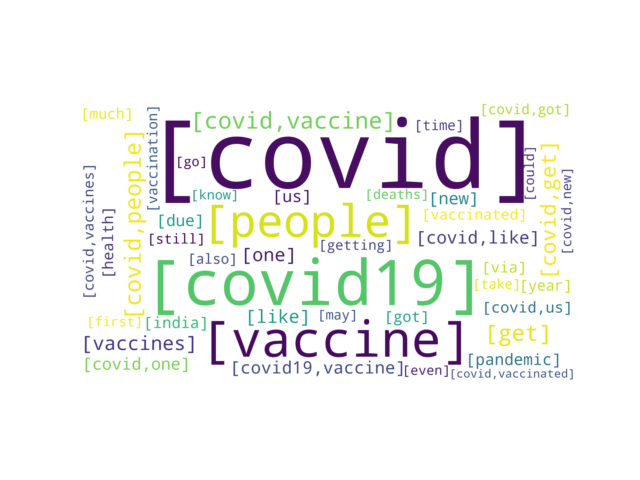 [much]
[covid,vaccine]
[covid]
[time]
[covid,got]
[vaccination]
[covid,people]
[go]
[could]
[covid,get]
[covid,new]
[covid,vaccines]
[health]
[know]
[us]
[deaths]
[new]
[due]
[people]
[vaccinated]
[still]
[getting]
[covid,like]
[also]
[one]
[covid19]
[via]
[take]
[year]
[first]
[india]
[like]
[may]
[got]
[covid,us]
[vaccines]
[vaccine]
[get]
[covid,one]
[covid19,vaccine]
[even]
[pandemic]
[covid,vaccinated]